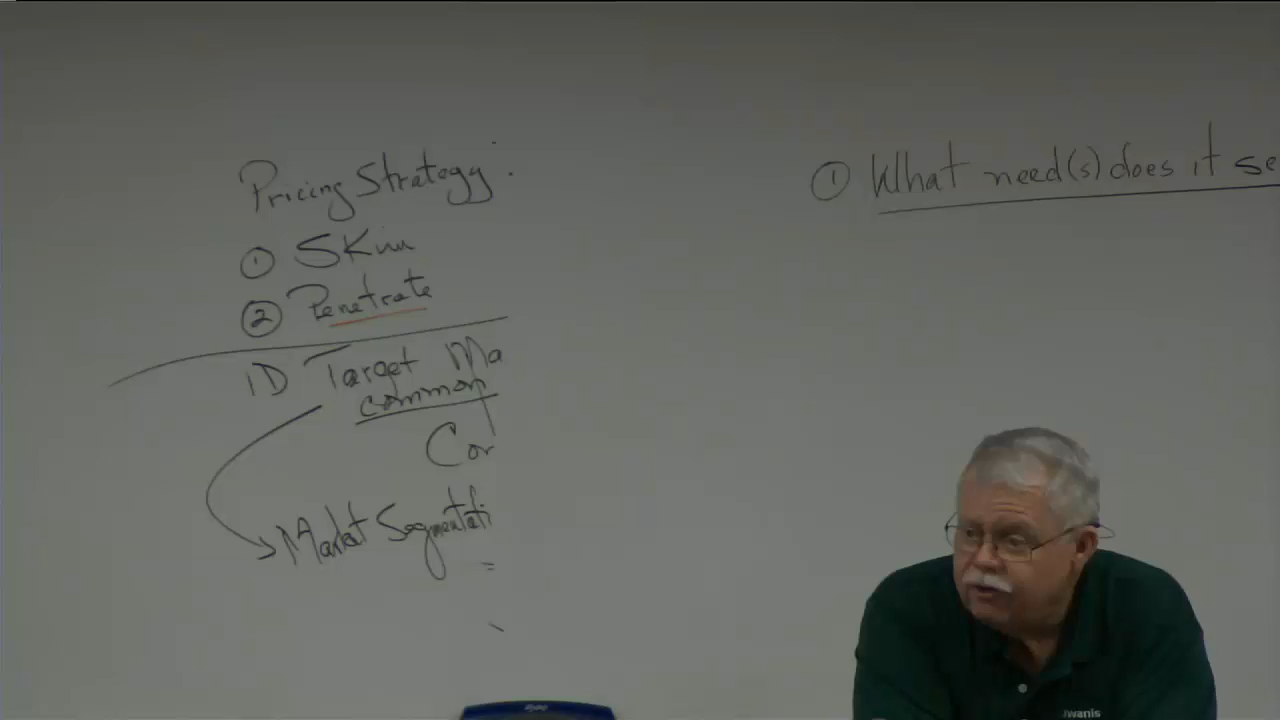 Pricing Strategy.
① Skim
② Penetrate
ID Target Ma
common
Cor
Market Segmentati
① What need(s) does it se
iwanis